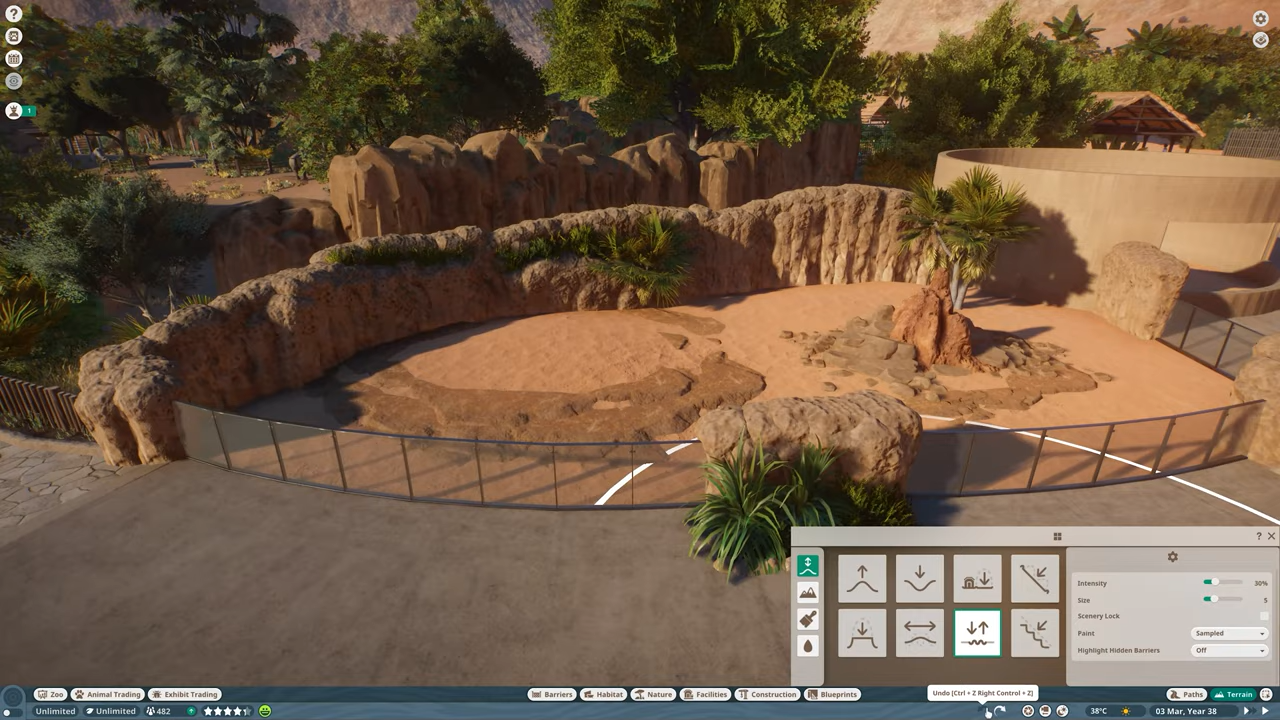 ?
1
? ×
Intensity 30%
Size 5
Scenery Lock
Paint Sampled
Highlight Hidden Barriers Off
Undo [Ctrl + Z Right Control + Z]
Zoo Animal Trading Exhibit Trading Barriers Habitat Nature Facilities Construction Blueprints Paths Terrain
Unlimited Unlimited 482 38°C 03 Mar, Year 38